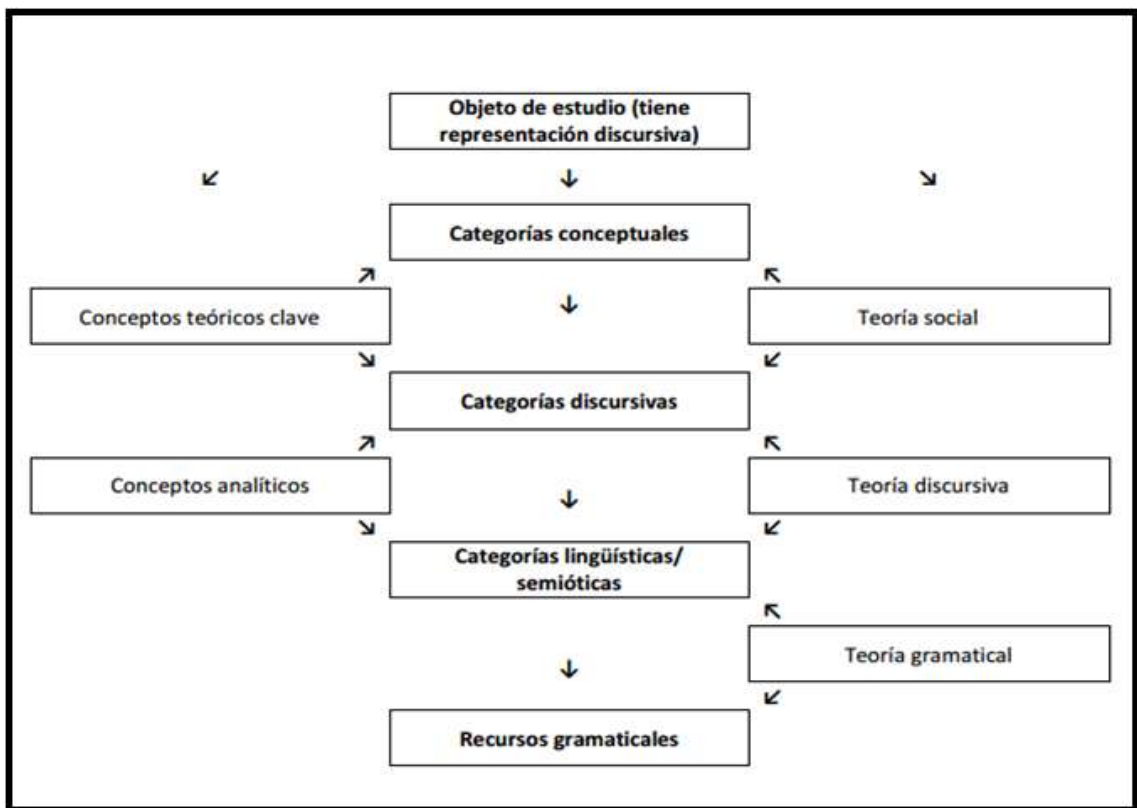 Objeto de estudio (tiene
representación discursiva)
Categorías conceptuales
Conceptos teóricos clave
Teoría social
Categorías discursivas
Conceptos analíticos
Teoría discursiva
Categorías lingüísticas/
semióticas
Teoría gramatical
Recursos gramaticales